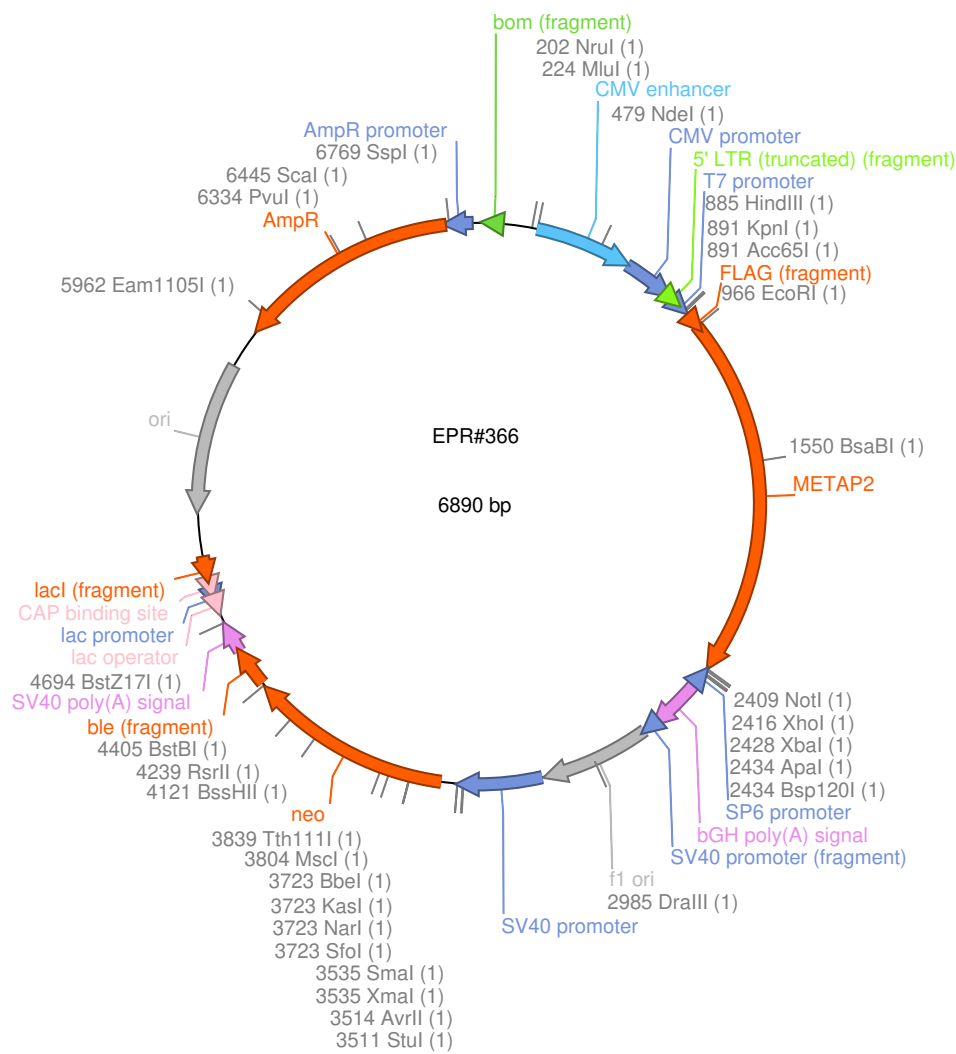 bom (fragment)
202 NruI (1)
224 MluI (1)
CMV enhancer
479 NdeI (1)
CMV promoter
5' LTR (truncated) (fragment)
T7 promoter
885 HindIII (1)
891 KpnI (1)
891 Acc65I (1)
FLAG (fragment)
966 EcoRI (1)
1550 BsaBI (1)
METAP2
2409 NotI (1)
2416 XhoI (1)
2428 XbaI (1)
2434 ApaI (1)
2434 Bsp120I (1)
SP6 promoter
bGH poly(A) signal
SV40 promoter (fragment)
f1 ori
2985 DraIII (1)
SV40 promoter
3511 StuI (1)
3514 AvrII (1)
3535 XmaI (1)
3535 SmaI (1)
3723 SfoI (1)
3723 NarI (1)
3723 KasI (1)
3723 BbeI (1)
3804 MscI (1)
3839 Tth111I (1)
neo
4121 BssHII (1)
4239 RsrII (1)
4405 BstBI (1)
ble (fragment)
SV40 poly(A) signal
4694 BstZ17I (1)
lac operator
lac promoter
CAP binding site
lacI (fragment)
ori
5962 Eam1105I (1)
AmpR
6334 PvuI (1)
6445 ScaI (1)
6769 SspI (1)
AmpR promoter
EPR#366
6890 bp